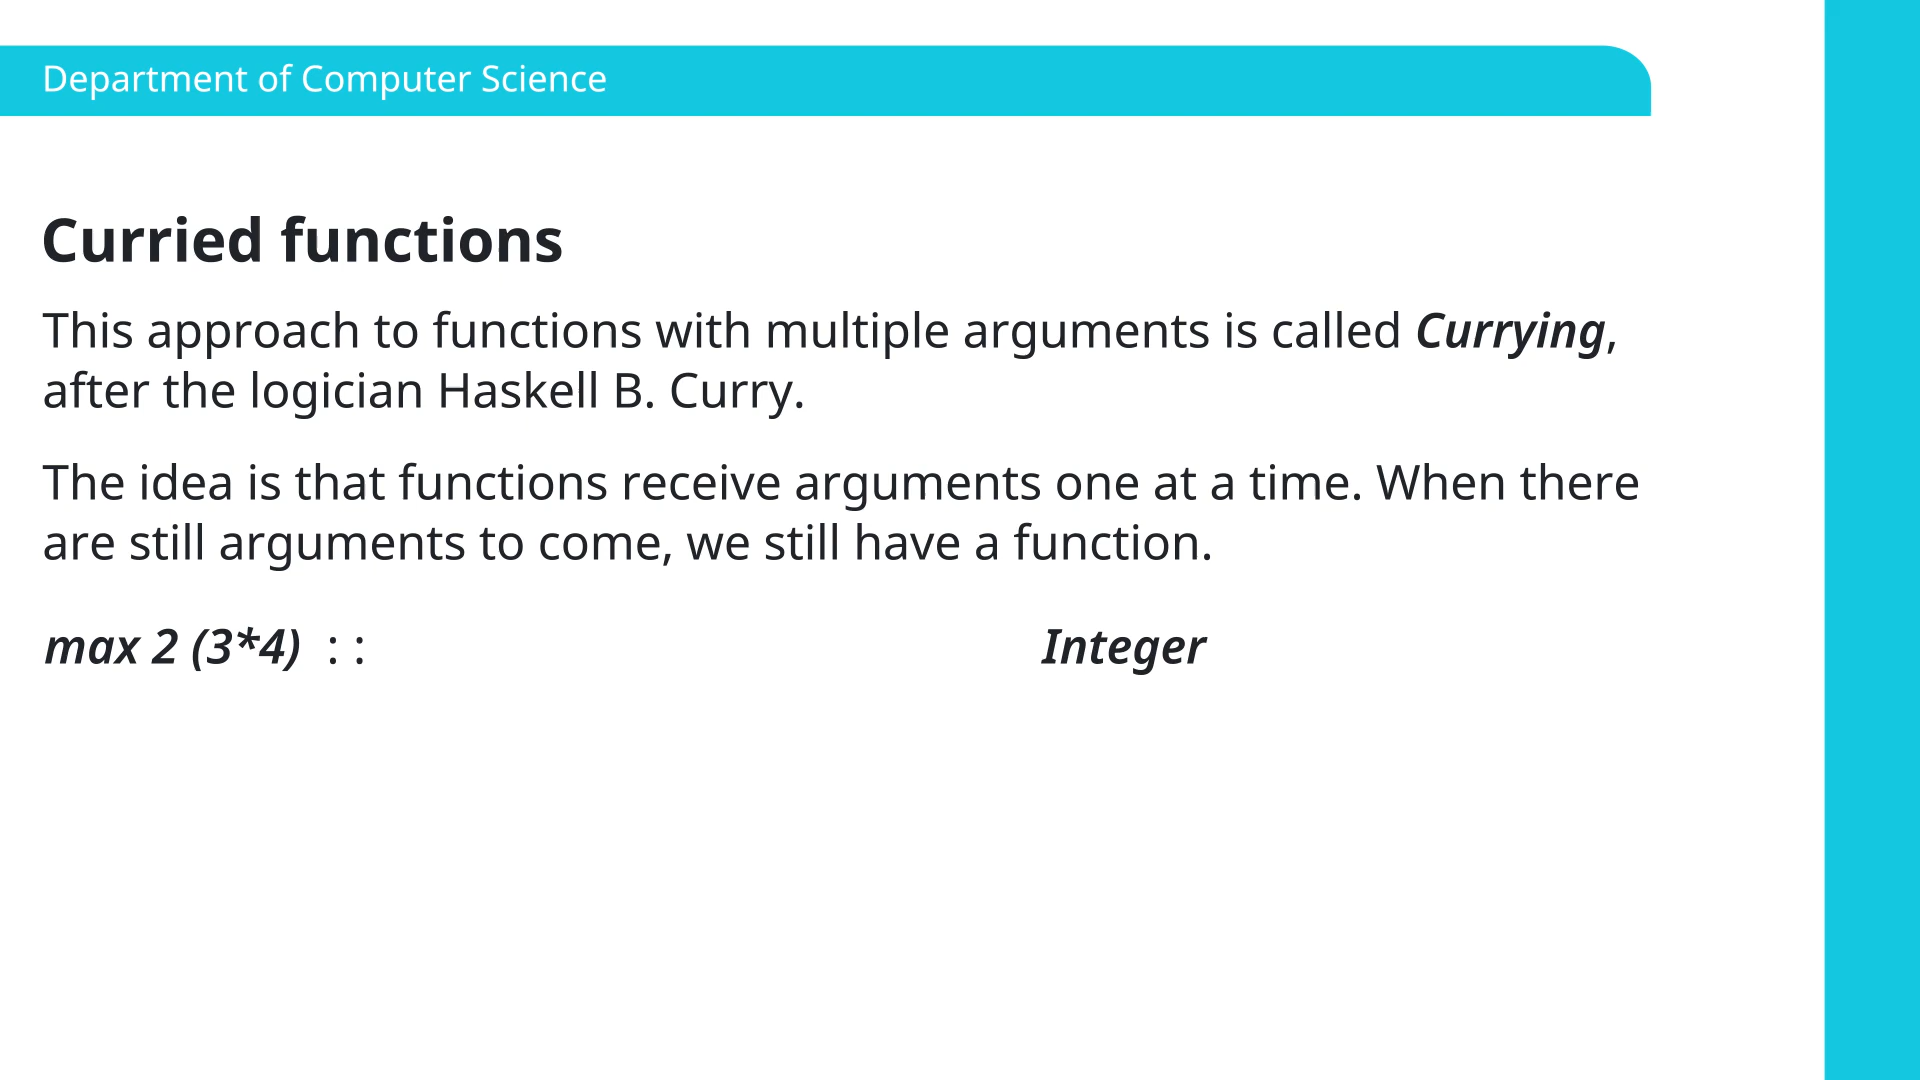 Department of Computer Science
Curried functions
This approach to functions with multiple arguments is called Currying,
after the logician Haskell B. Curry.
The idea is that functions receive arguments one at a time. When there
are still arguments to come, we still have a function.
max 2 (3*4) : : Integer